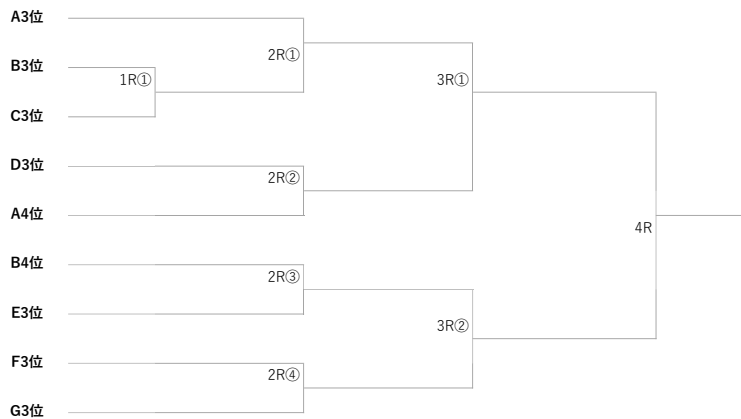 A3位
2R①
B3位
1R①
3R①
C3位
D3位
2R②
A4位
4R
B4位
2R③
E3位
3R②
F3位
2R④
G3位